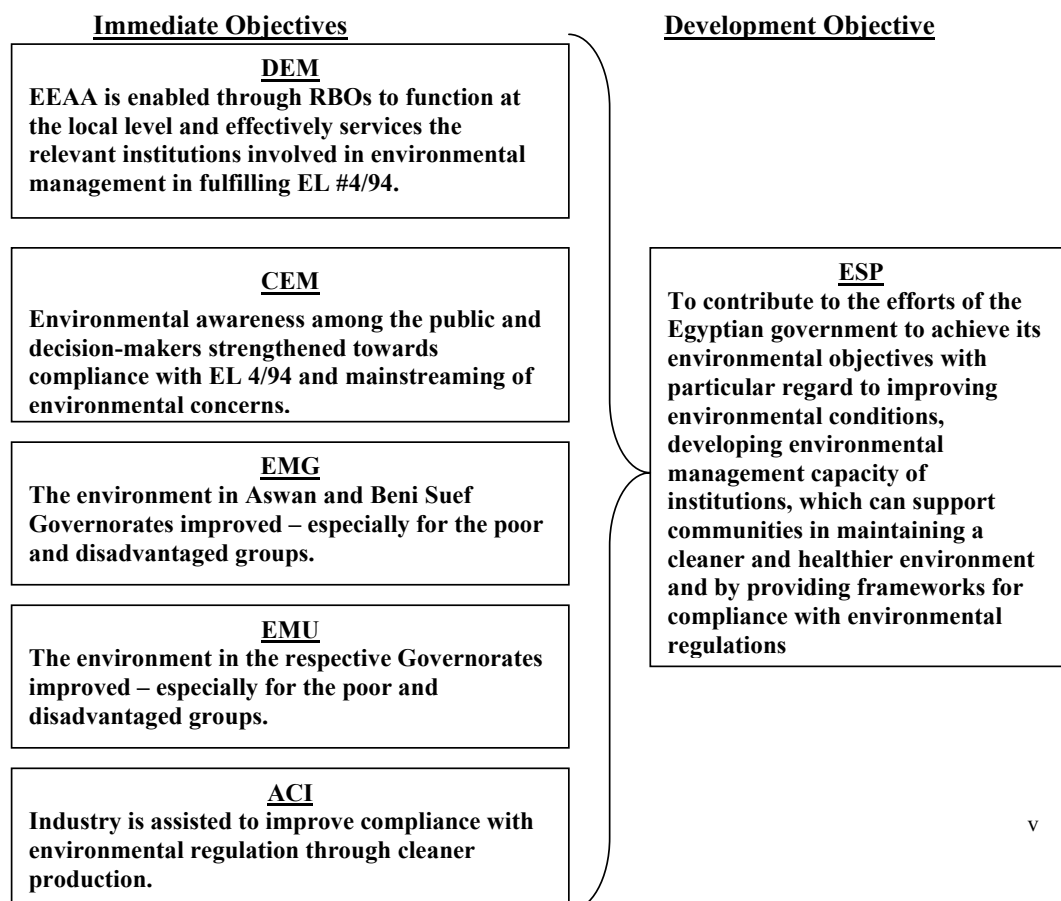 Immediate Objectives
Development Objective
DEM
EEAA is enabled through RBOs to function at
the local level and effectively services the
relevant institutions involved in environmental
management in fulfilling EL #4/94.
CEM
Environmental awareness among the public and
decision-makers strengthened towards
compliance with EL 4/94 and mainstreaming of
environmental concerns.
EMG
The environment in Aswan and Beni Suef
Governorates improved – especially for the poor
and disadvantaged groups.
EMU
The environment in the respective Governorates
improved – especially for the poor and
disadvantaged groups.
ACI
Industry is assisted to improve compliance with
environmental regulation through cleaner
production.
ESP
To contribute to the efforts of the
Egyptian government to achieve its
environmental objectives with
particular regard to improving
environmental conditions,
developing environmental
management capacity of
institutions, which can support
communities in maintaining a
cleaner and healthier environment
and by providing frameworks for
compliance with environmental
regulations
v